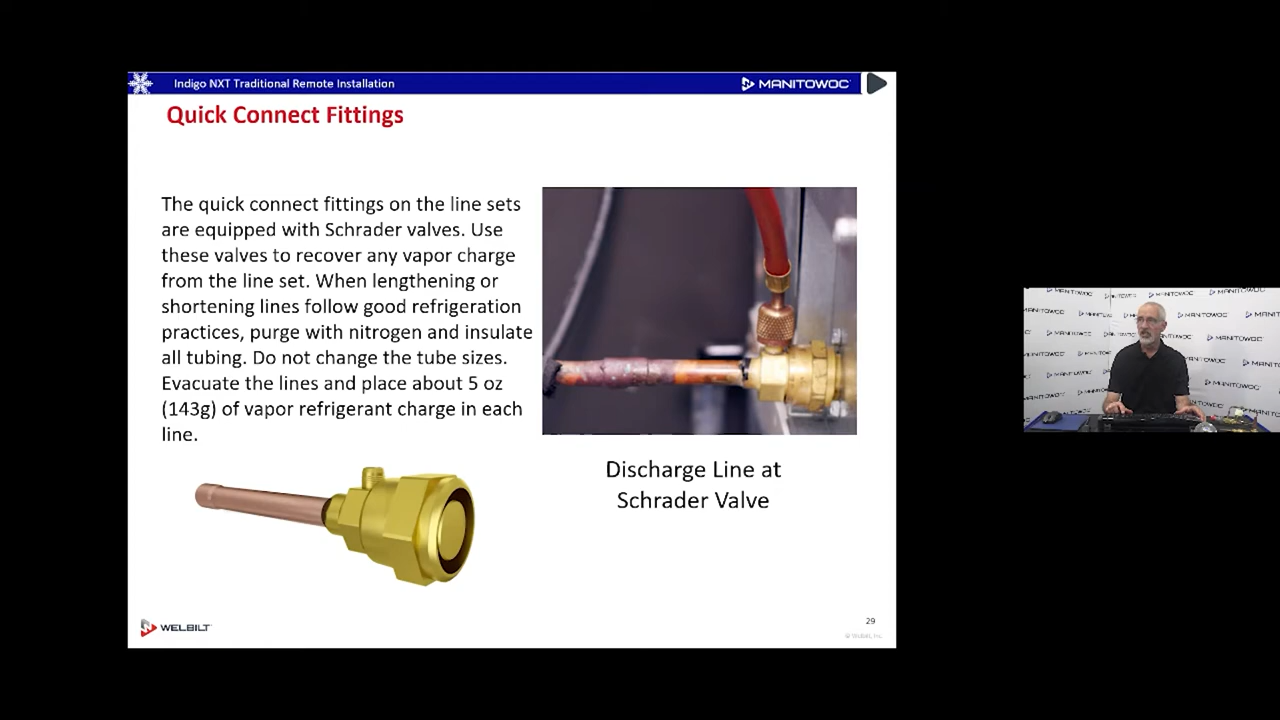 Indigo NXT Traditional Remote Installation
MANITOWOC
Quick Connect Fittings
The quick connect fittings on the line sets
are equipped with Schrader valves. Use
these valves to recover any vapor charge
from the line set. When lengthening or
shortening lines follow good refrigeration
practices, purge with nitrogen and insulate
all tubing. Do not change the tube sizes.
Evacuate the lines and place about 5 oz
(143g) of vapor refrigerant charge in each
line.
Discharge Line at
Schrader Valve
WELBILT
29
© Welbilt, Inc.
MANITOWOC
MANITOWOC
MANITOWOC